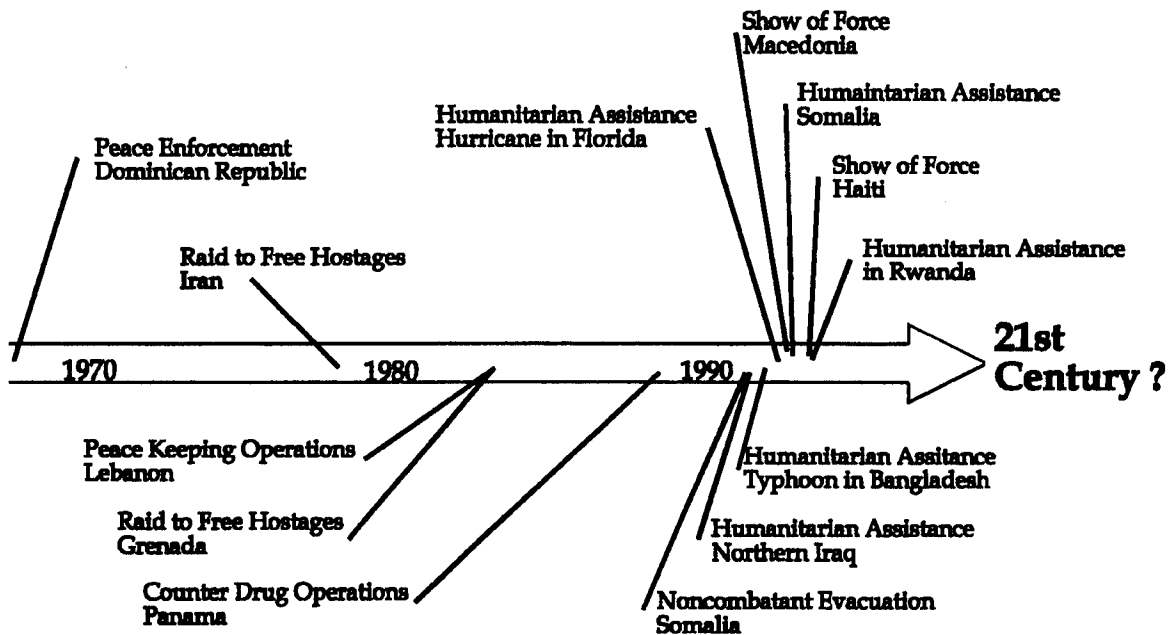 Show of Force
Macedonia
Humaintarian Assistance
Somalia
Humanitarian Assistance
Hurricane in Florida
Peace Enforcement
Dominican Republic
Show of Force
Haiti
Raid to Free Hostages
Iran
Humanitarian Assistance
in Rwanda
1970
1980
1990
21st
Century ?
Peace Keeping Operations
Lebanon
Humanitarian Assitance
Typhoon in Bangladesh
Raid to Free Hostages
Grenada
Humanitarian Assistance
Northern Iraq
Counter Drug Operations
Panama
Noncombatant Evacuation
Somalia